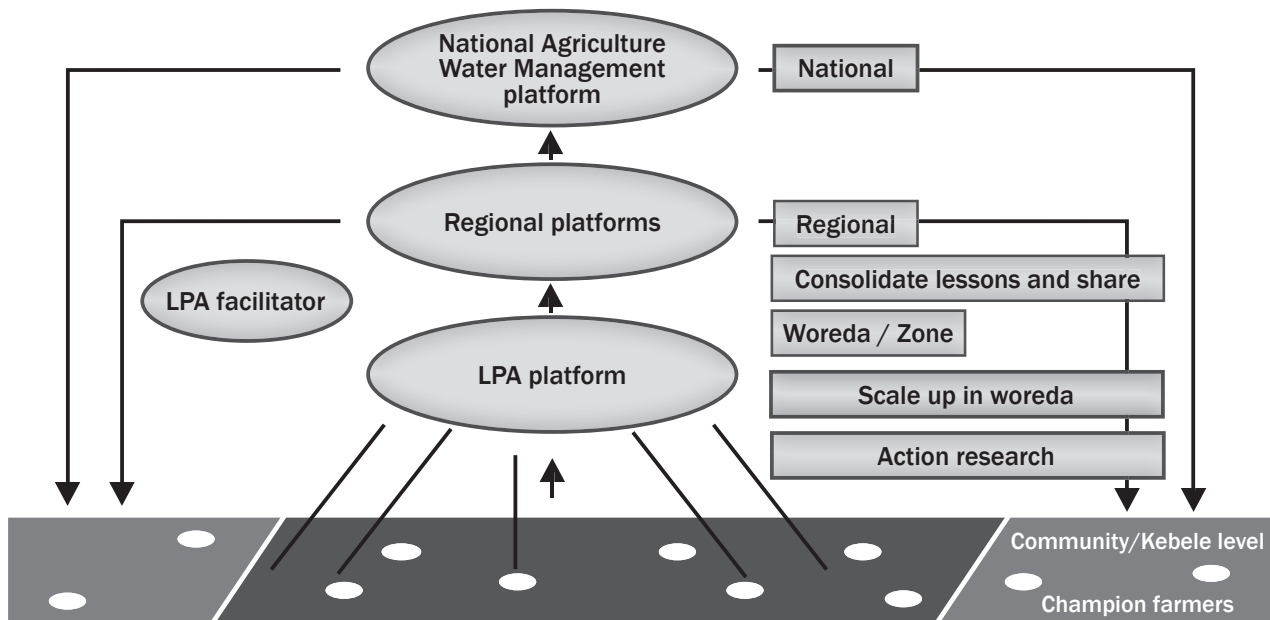 National Agriculture
Water Management
platform
National
Regional platforms
Regional
LPA facilitator
Consolidate lessons and share
Woreda / Zone
LPA platform
Scale up in woreda
Action research
Community/Kebele level
Champion farmers